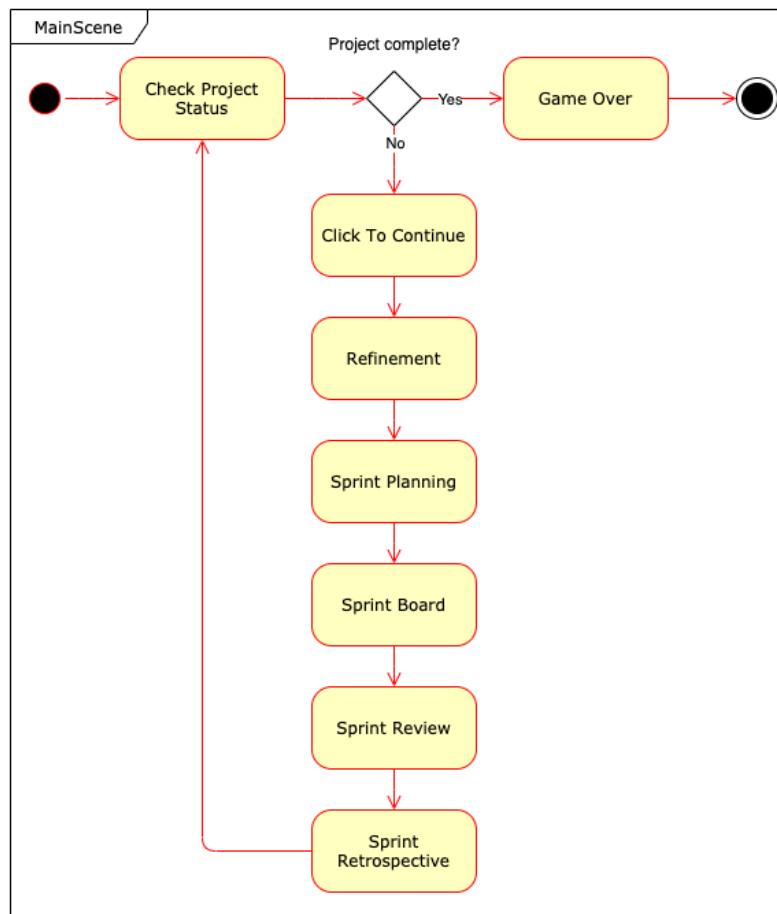 MainScene
Project complete?
Check Project
Status
Yes
Game Over
No
Click To Continue
Refinement
Sprint Planning
Sprint Board
Sprint Review
Sprint
Retrospective